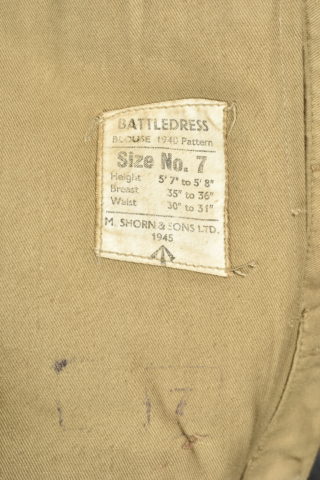 BATTLEDRESS
BLOUSE 1940 Pattern
Size No. 7
Height 5' 7" to 5' 8"
Breast 35" to 36"
Waist 30" to 31"
M. SHORN & SONS LTD.
1945
17